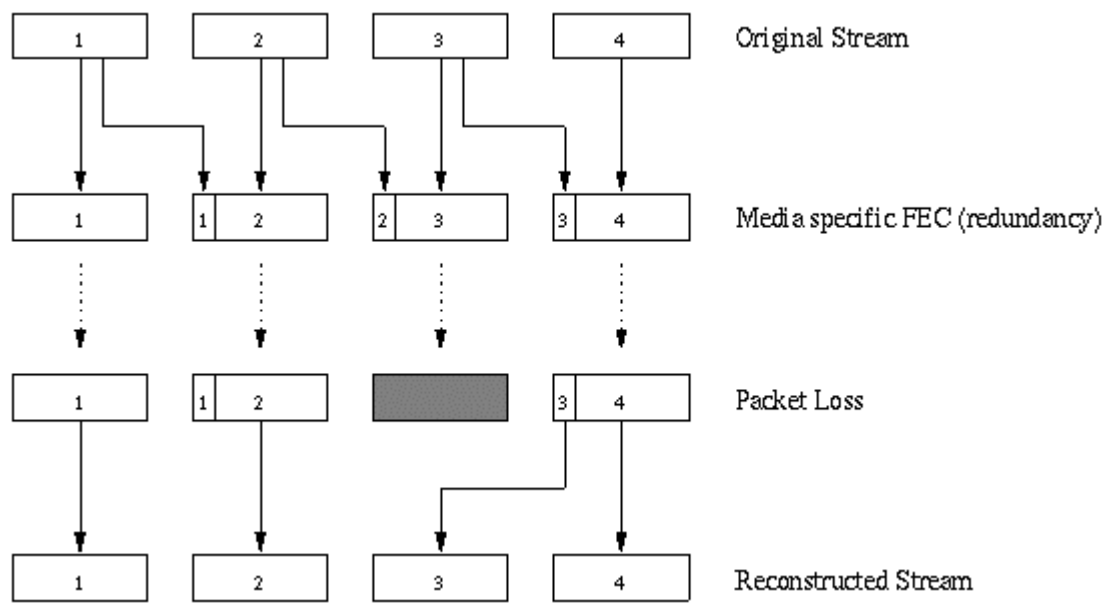 1 2 3 4 Original Stream
1 1 2 2 3 3 4 Media specific FEC (redundancy)
1 1 2 3 4 Packet Loss
1 2 3 4 Reconstructed Stream